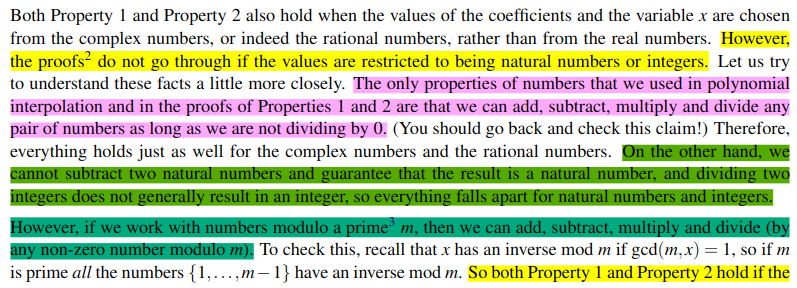 Both Property 1 and Property 2 also hold when the values of the coefficients and the variable x are chosen
from the complex numbers, or indeed the rational numbers, rather than from the real numbers. However,
the proofs² do not go through if the values are restricted to being natural numbers or integers. Let us try
to understand these facts a little more closely. The only properties of numbers that we used in polynomial
interpolation and in the proofs of Properties 1 and 2 are that we can add, subtract, multiply and divide any
pair of numbers as long as we are not dividing by 0. (You should go back and check this claim!) Therefore,
everything holds just as well for the complex numbers and the rational numbers. On the other hand, we
cannot subtract two natural numbers and guarantee that the result is a natural number, and dividing two
integers does not generally result in an integer, so everything falls apart for natural numbers and integers.
However, if we work with numbers modulo a prime³ m, then we can add, subtract, multiply and divide (by
any non-zero number modulo m). To check this, recall that x has an inverse mod m if gcd(m,x) = 1, so if m
is prime all the numbers {1,...,m−1} have an inverse mod m. So both Property 1 and Property 2 hold if the